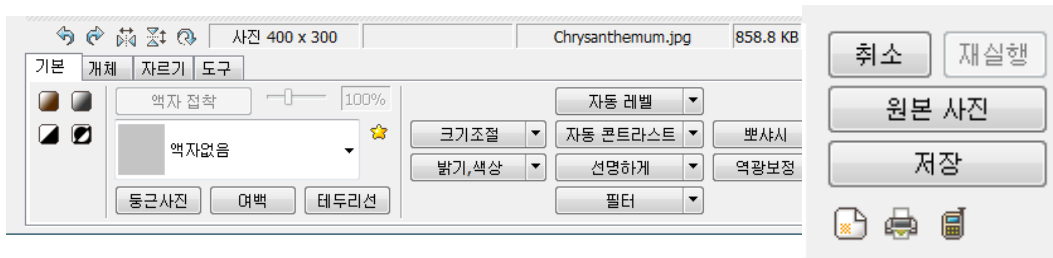 사진 400 x 300 Chrysanthemum.jpg 858.8 KB
기본 개체 자르기 도구
액자 접착 100% 자동 레벨
크기조절 자동 콘트라스트 뽀샤시
액자없음
밝기,색상 선명하게 역광보정
둥근사진 여백 테두리선 필터
취소 재실행
원본 사진
저장